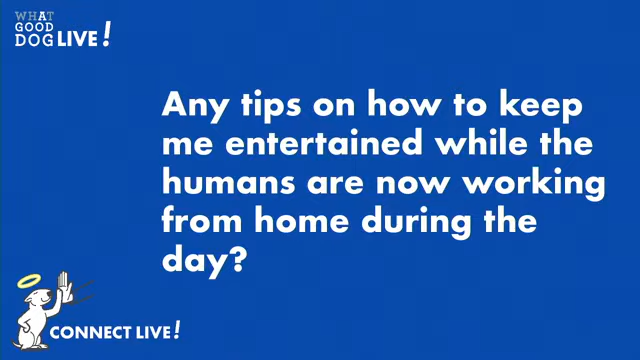 WHAT
GOOD
DOG LIVE!
Any tips on how to keep
me entertained while the
humans are now working
from home during the
day?
CONNECT LIVE!